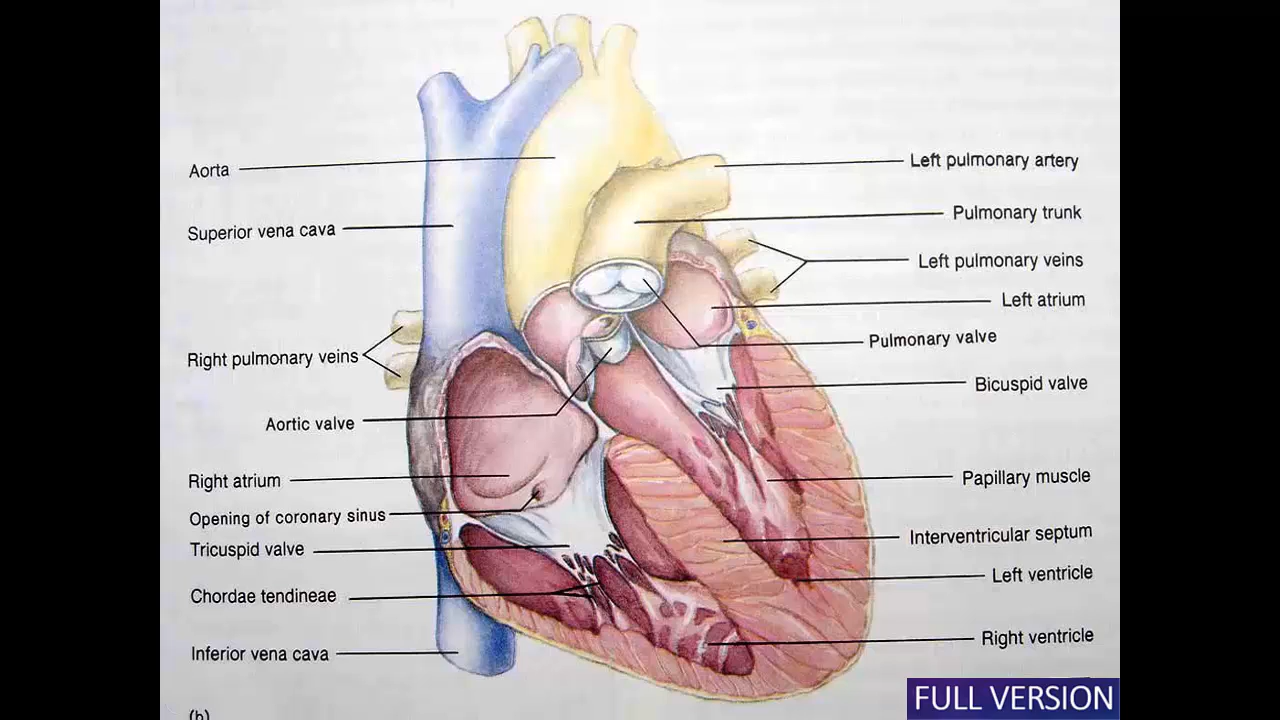 Aorta
Superior vena cava
Right pulmonary veins
Aortic valve
Right atrium
Opening of coronary sinus
Tricuspid valve
Chordae tendineae
Inferior vena cava
(b)
Left pulmonary artery
Pulmonary trunk
Left pulmonary veins
Left atrium
Pulmonary valve
Bicuspid valve
Papillary muscle
Interventricular septum
Left ventricle
Right ventricle
FULL VERSION